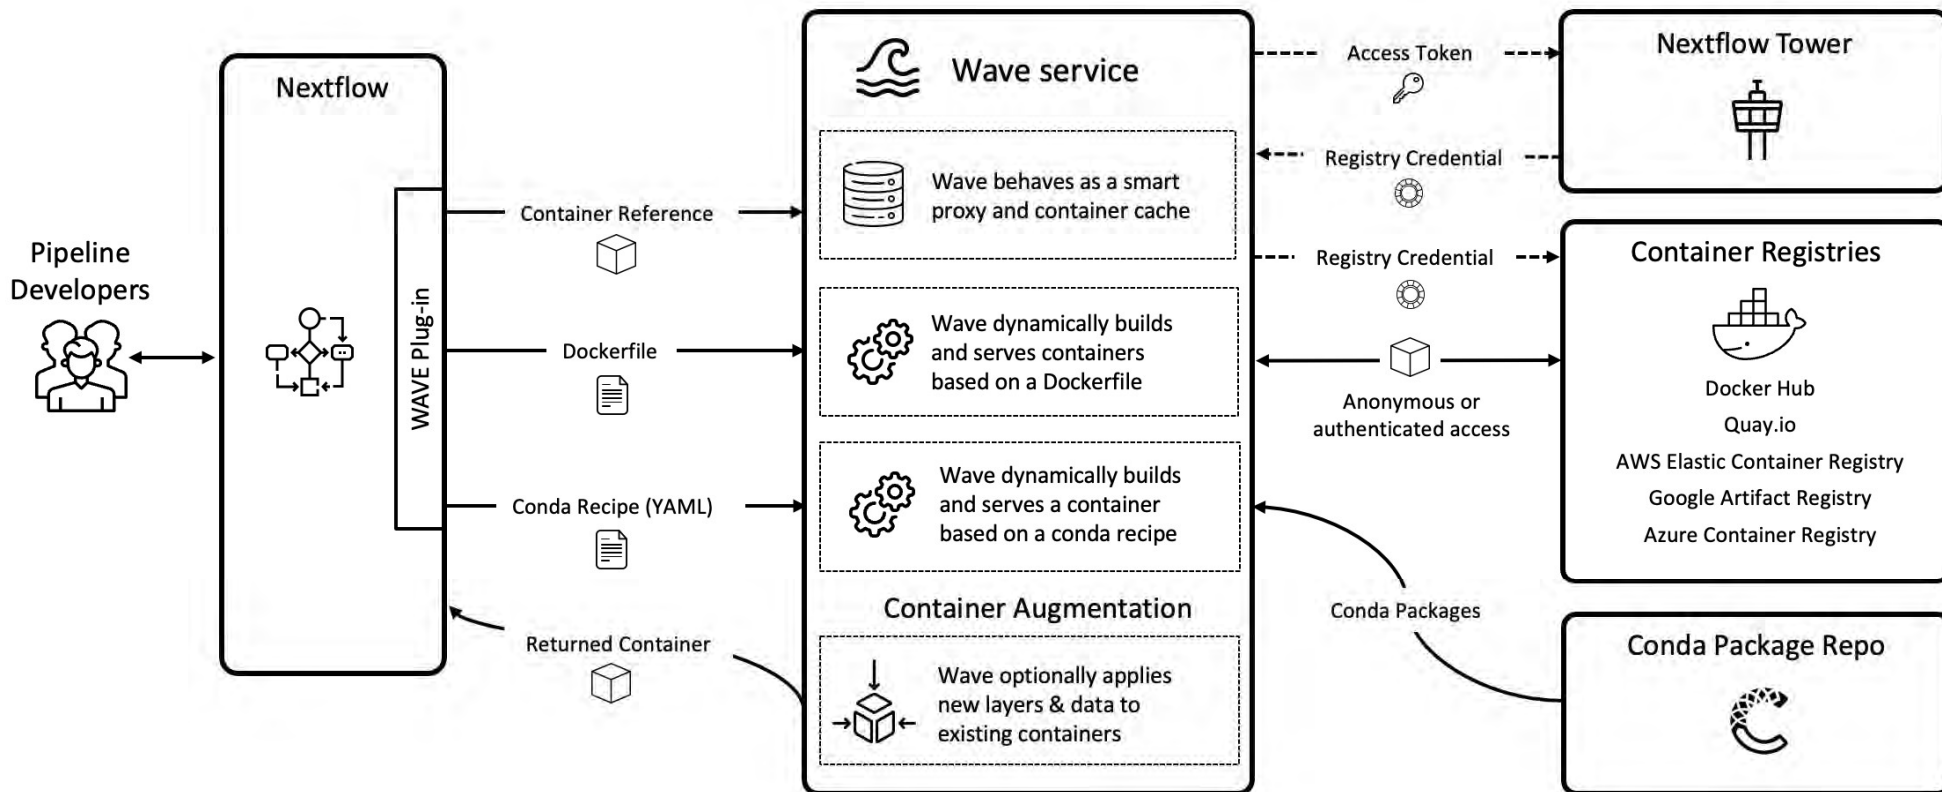 Pipeline
Developers
Nextflow
WAVE Plug-in
Container Reference
Dockerfile
Conda Recipe (YAML)
Returned Container
Wave service
Wave behaves as a smart
proxy and container cache
Wave dynamically builds
and serves containers
based on a Dockerfile
Wave dynamically builds
and serves a container
based on a conda recipe
Container Augmentation
Wave optionally applies
new layers & data to
existing containers
Access Token
Registry Credential
Registry Credential
Anonymous or
authenticated access
Conda Packages
Nextflow Tower
Container Registries
Docker Hub
Quay.io
AWS Elastic Container Registry
Google Artifact Registry
Azure Container Registry
Conda Package Repo